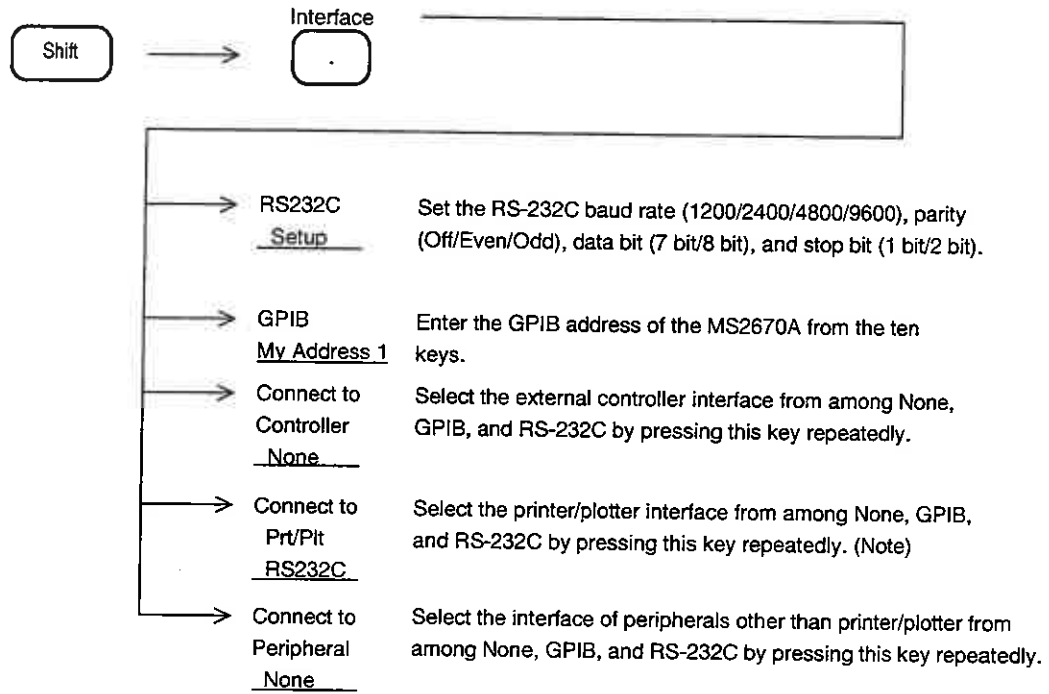 Interface
Shift
.
RS232C
Setup
Set the RS-232C baud rate (1200/2400/4800/9600), parity
(Off/Even/Odd), data bit (7 bit/8 bit), and stop bit (1 bit/2 bit).
GPIB
My Address 1
Enter the GPIB address of the MS2670A from the ten
keys.
Connect to
Controller
None
Select the external controller interface from among None,
GPIB, and RS-232C by pressing this key repeatedly.
Connect to
Prt/Plt
RS232C
Select the printer/plotter interface from among None, GPIB,
and RS-232C by pressing this key repeatedly. (Note)
Connect to
Peripheral
None
Select the interface of peripherals other than printer/plotter from
among None, GPIB, and RS-232C by pressing this key repeatedly.